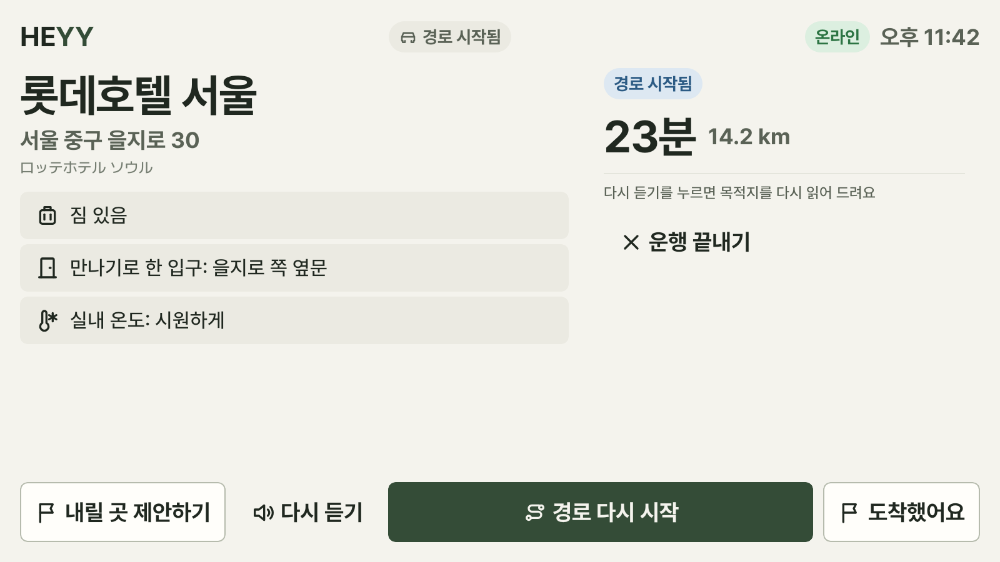 HEYY
경로 시작됨
온라인
오후 11:42
롯데호텔 서울
서울 중구 을지로 30
ロッテホテル ソウル
짐 있음
만나기로 한 입구: 을지로 쪽 옆문
실내 온도: 시원하게
경로 시작됨
23분 14.2 km
다시 듣기를 누르면 목적지를 다시 읽어 드려요
운행 끝내기
내릴 곳 제안하기
다시 듣기
경로 다시 시작
도착했어요